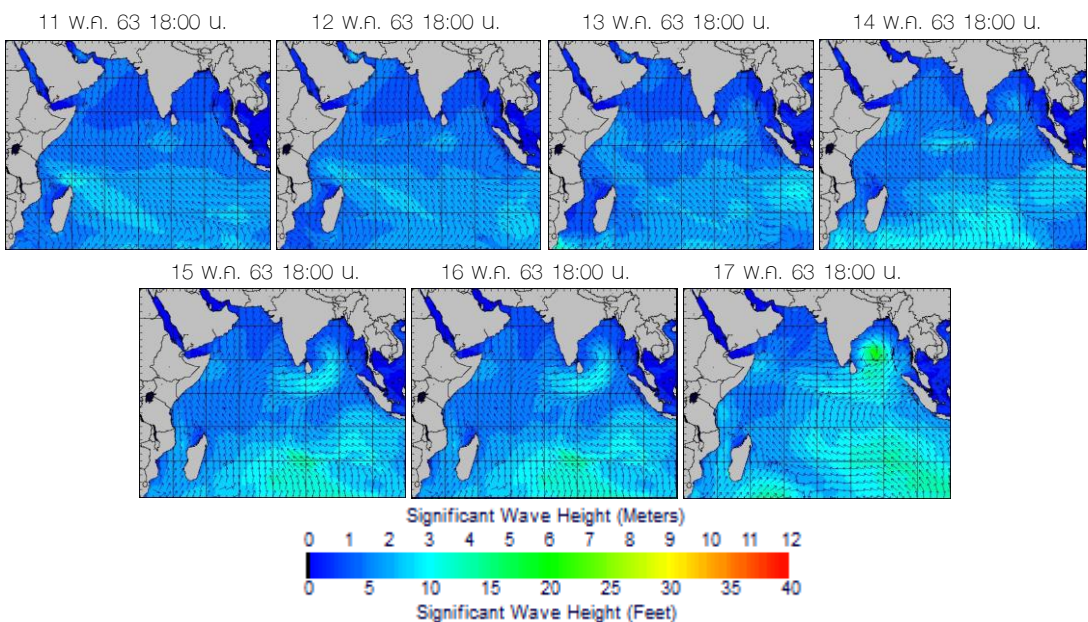 11 พ.ค. 63 18:00 น.
12 พ.ค. 63 18:00 น.
13 พ.ค. 63 18:00 น.
14 พ.ค. 63 18:00 น.
15 พ.ค. 63 18:00 น.
16 พ.ค. 63 18:00 น.
17 พ.ค. 63 18:00 น.
Significant Wave Height (Meters)
0 1 2 3 4 5 6 7 8 9 10 11 12
0 5 10 15 20 25 30 35 40
Significant Wave Height (Feet)